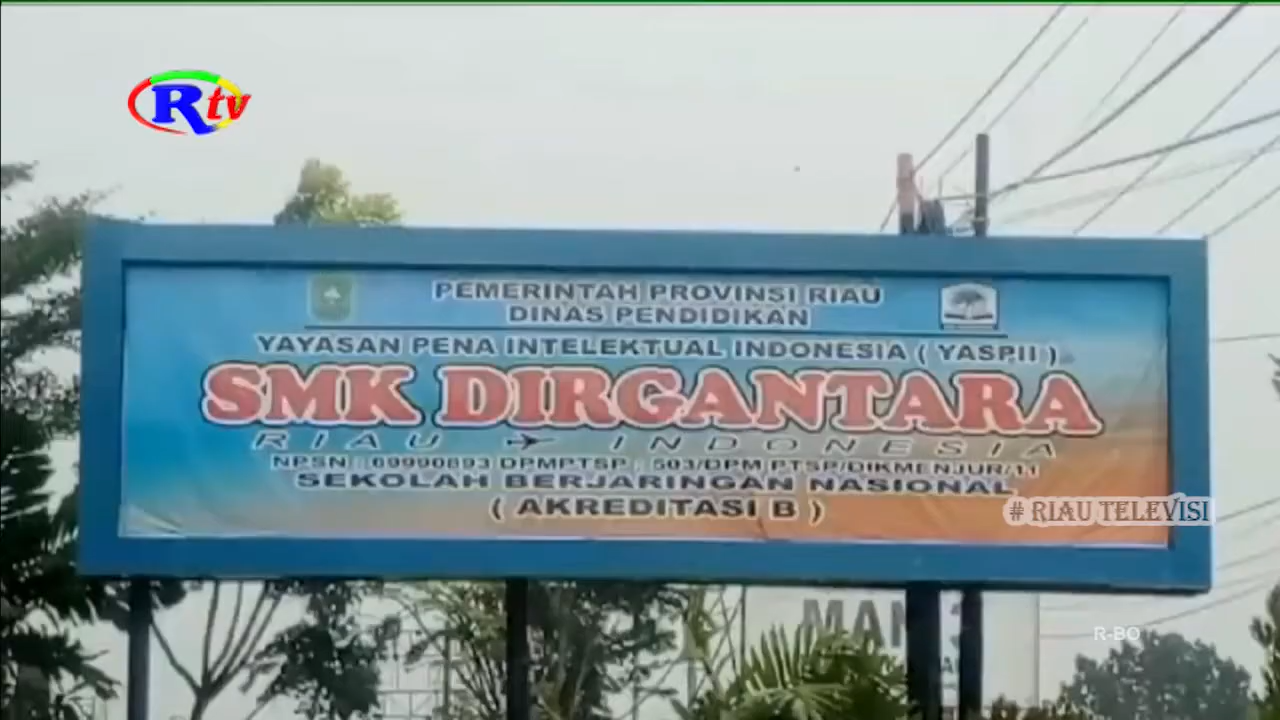 Rtv
PEMERINTAH PROVINSI RIAU
DINAS PENDIDIKAN
YAYASAN PENA INTELEKTUAL INDONESIA ( YASPII )
SMK DIRGANTARA
RIAU INDONESIA
NPSN : 69990893 DPMPTSP : 503/DPM PTSP/DIKMENJUR/11
SEKOLAH BERJARINGAN NASIONAL
( AKREDITASI B )
# RIAU TELEVISI
R-BO